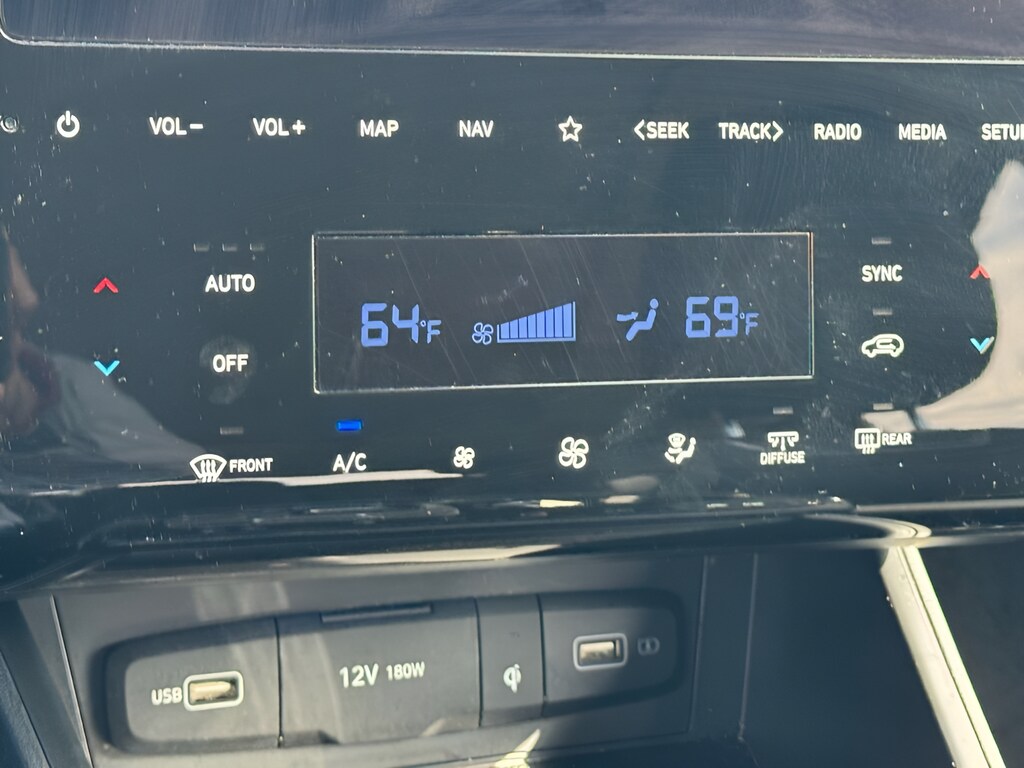 VOL− VOL+ MAP NAV <SEEK TRACK> RADIO MEDIA SETUP
AUTO SYNC
64°F 69°F
OFF
FRONT A/C DIFFUSE REAR
USB 12V 180W